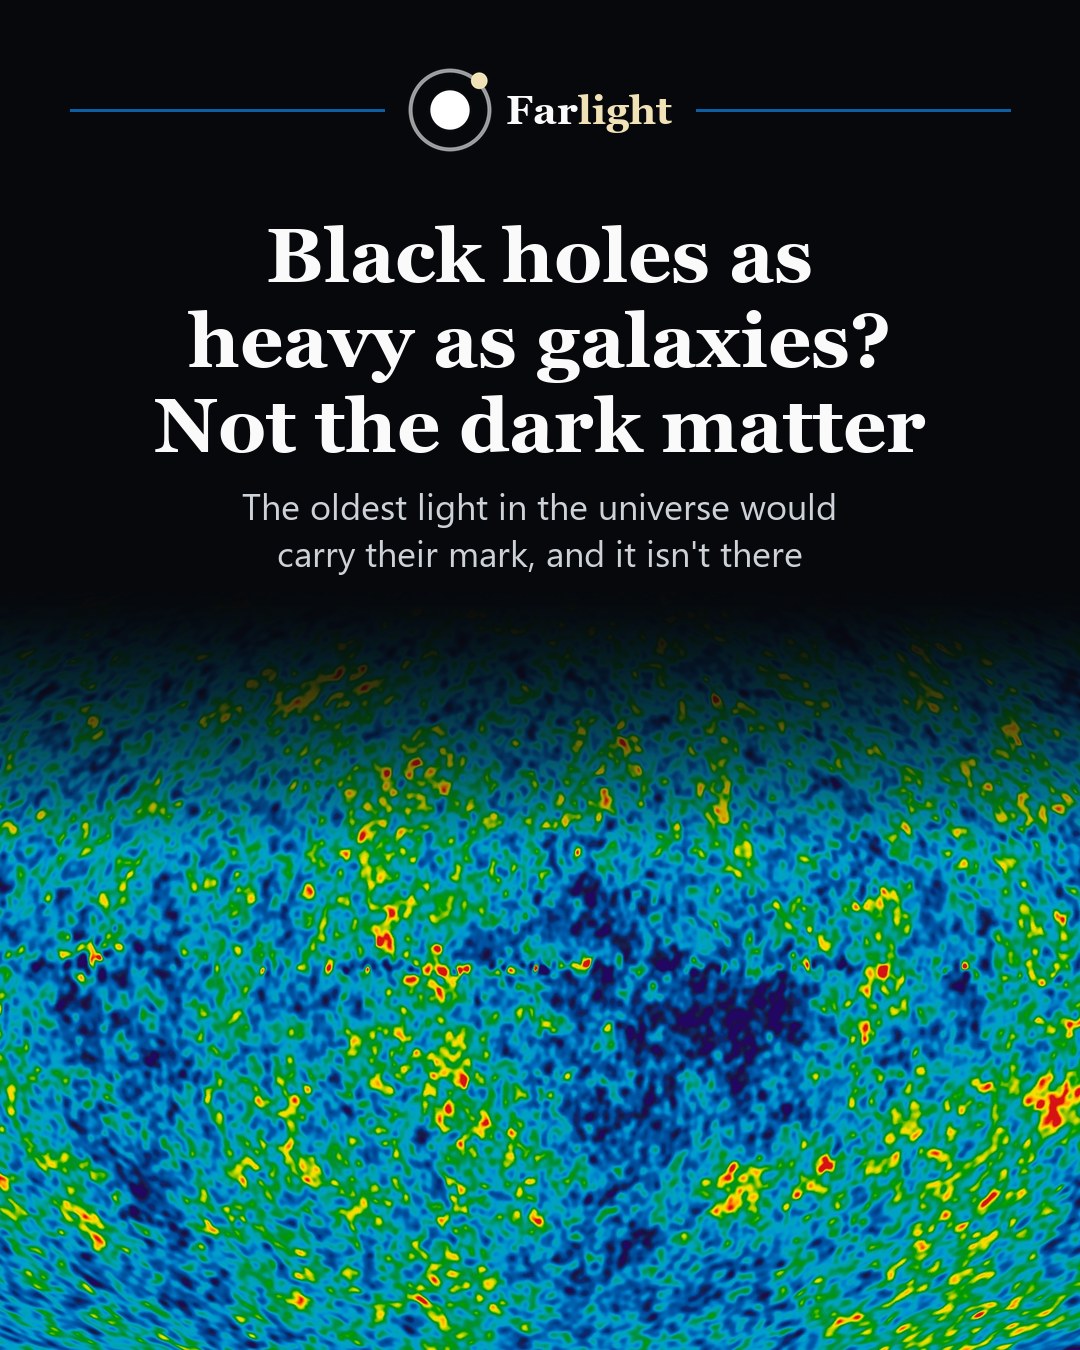 Farlight
Black holes as
heavy as galaxies?
Not the dark matter
The oldest light in the universe would
carry their mark, and it isn't there